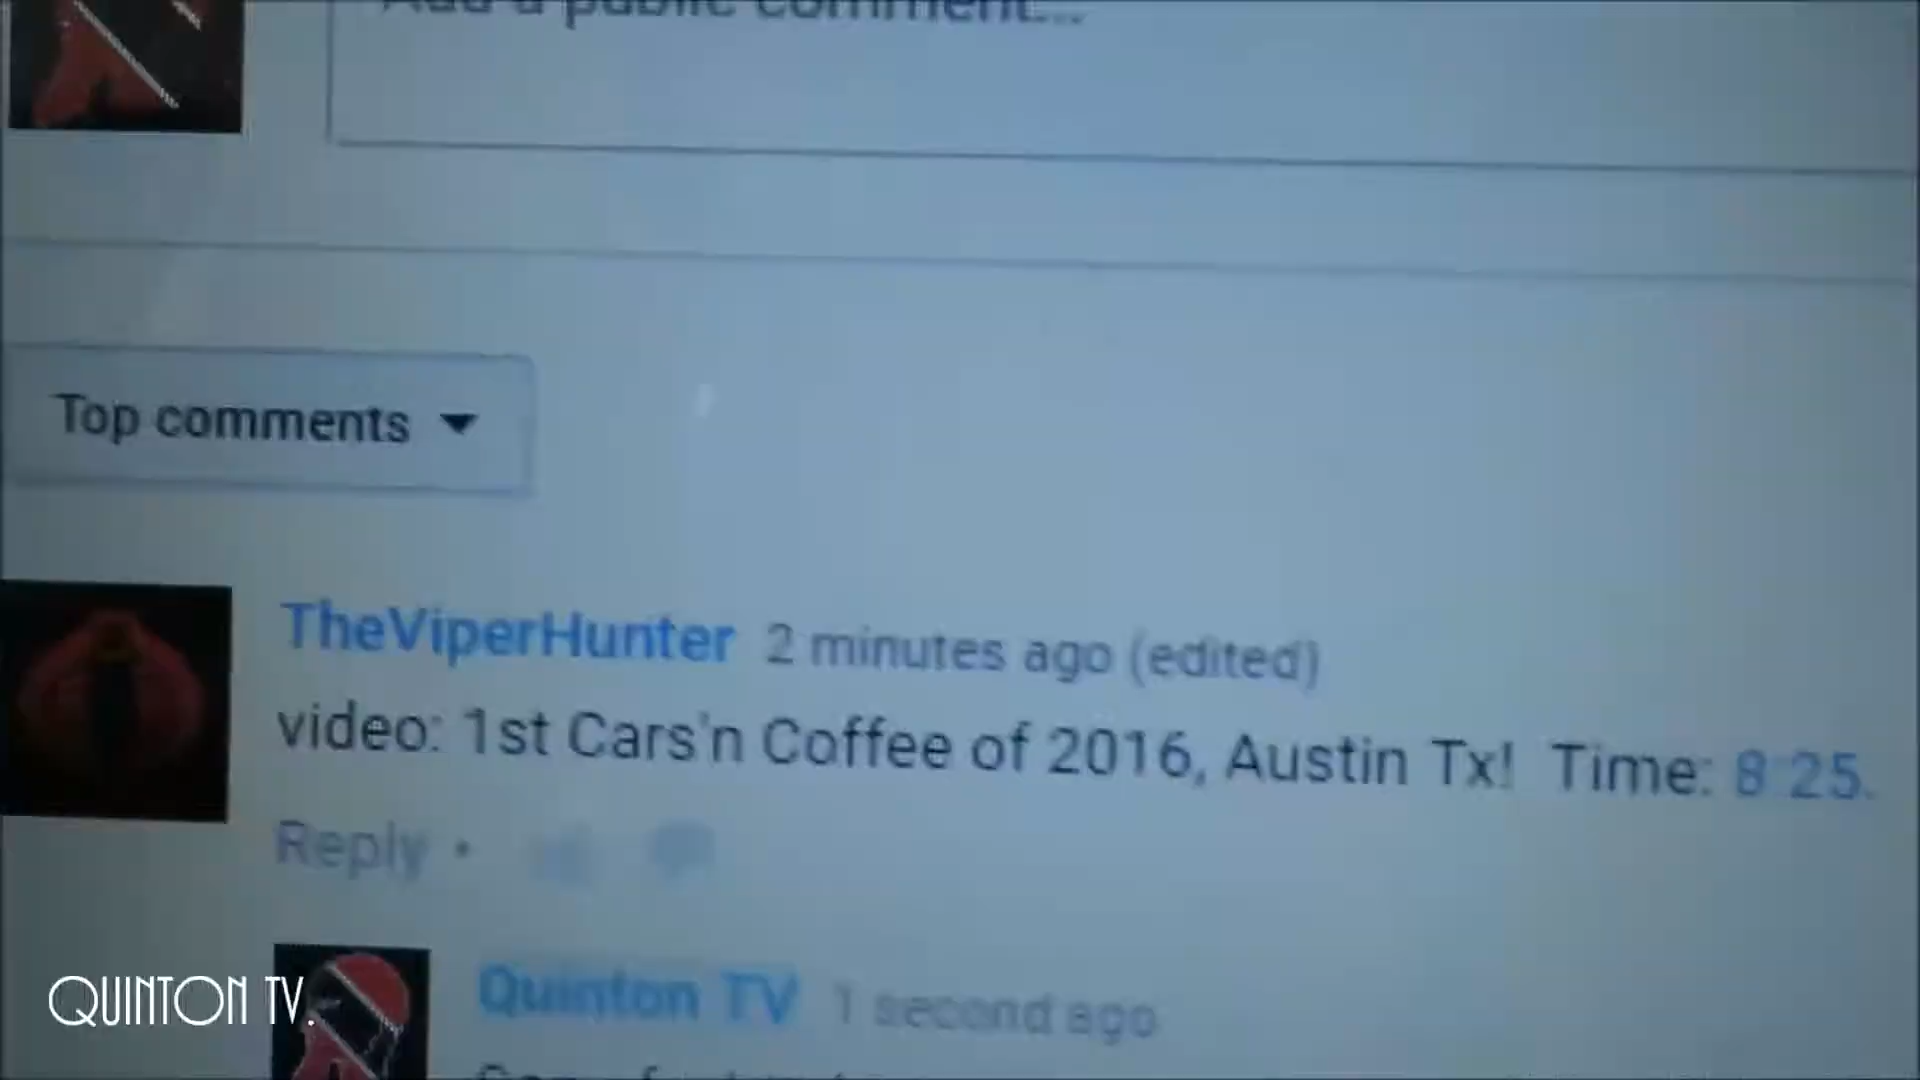 Add a public comment...
Top comments
TheViperHunter 2 minutes ago (edited)
video: 1st Cars'n Coffee of 2016, Austin Tx! Time: 8:25.
Reply •
Quinton TV 1 second ago
QUINTON TV.